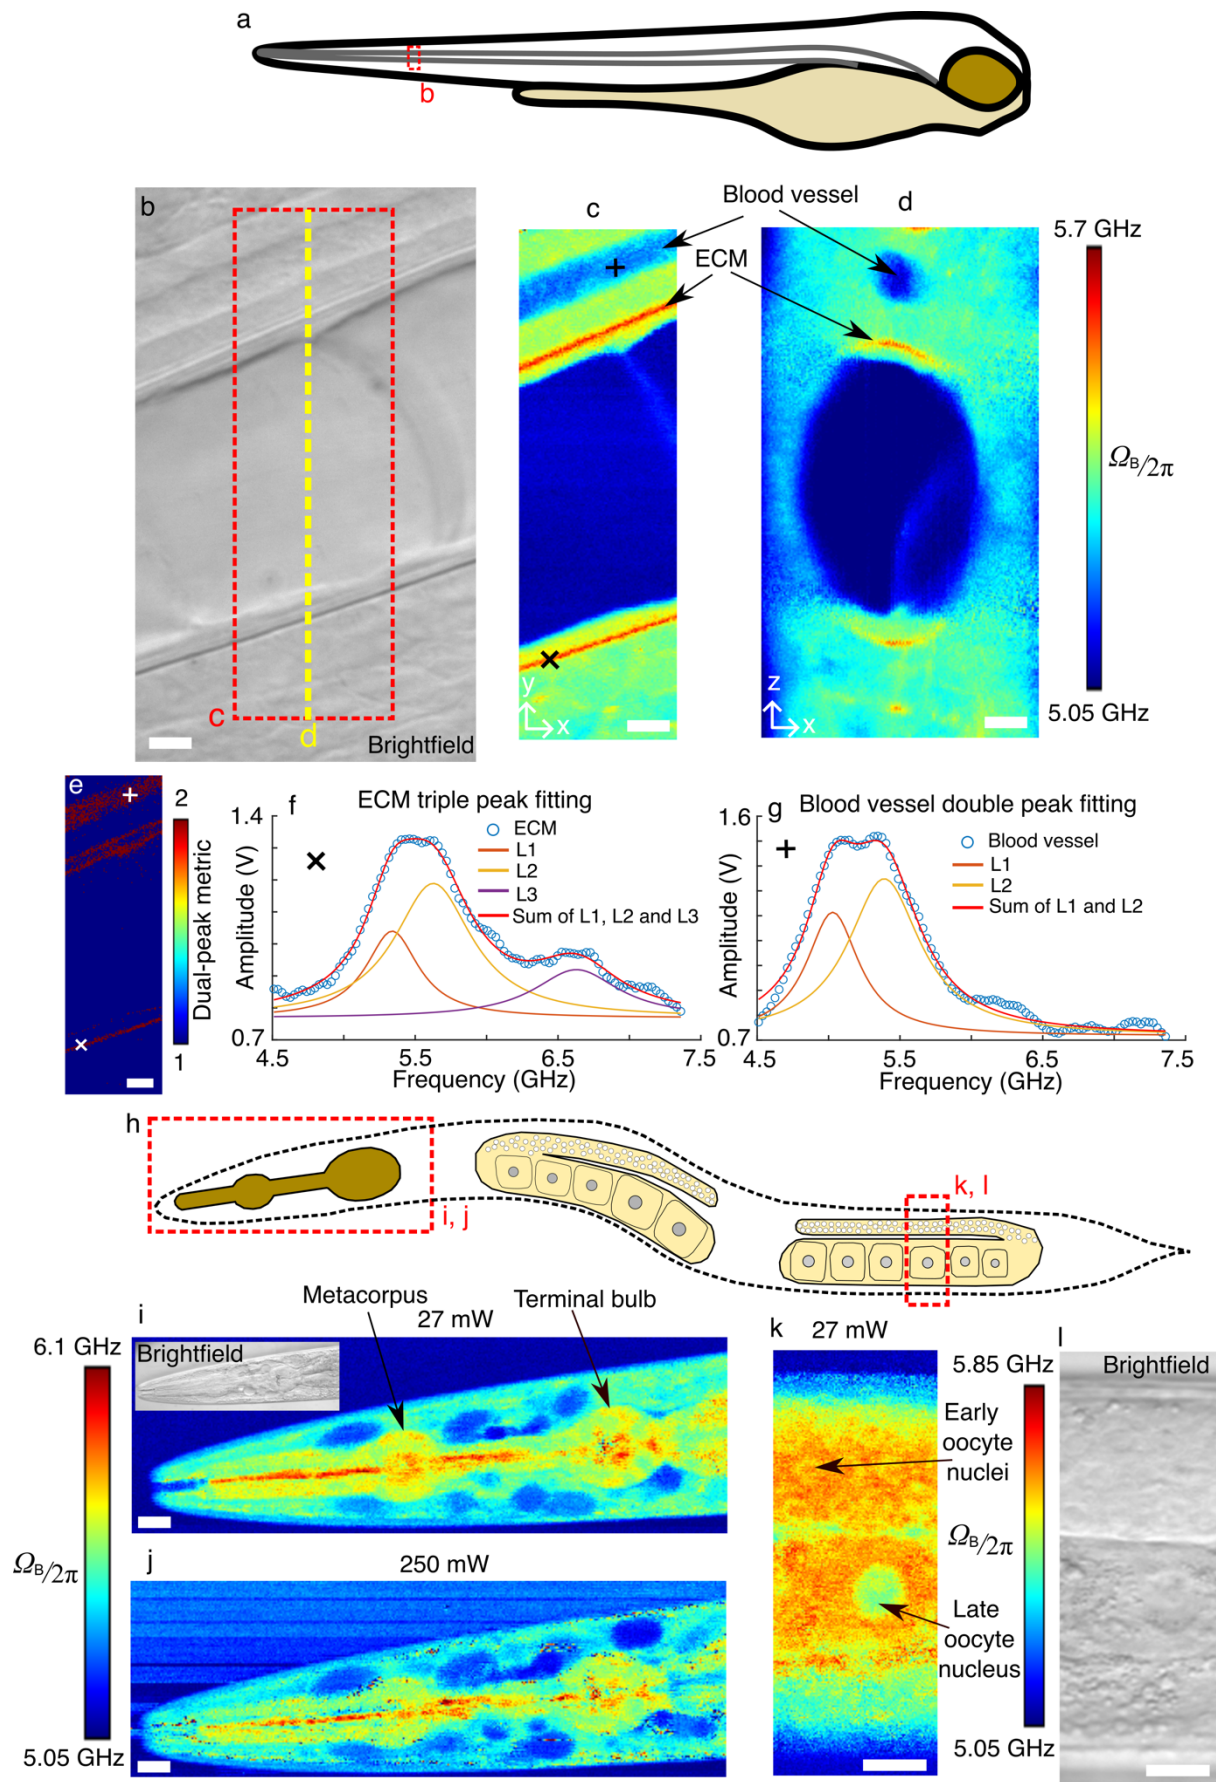 a
b
b
c
d
Brightfield
c
Blood vessel
ECM
d
+
×
y
x
z
x
5.7 GHz
Ω_B/2π
5.05 GHz
e
+
×
2
Dual-peak metric
1
f
ECM triple peak fitting
1.4
Amplitude (V)
0.7
×
ECM
L1
L2
L3
Sum of L1, L2 and L3
4.5 5.5 6.5 7.5
Frequency (GHz)
g
Blood vessel double peak fitting
1.6
Amplitude (V)
0.7
+
Blood vessel
L1
L2
Sum of L1 and L2
4.5 5.5 6.5 7.5
Frequency (GHz)
h
i, j
k, l
i
Metacorpus
27 mW
Terminal bulb
Brightfield
6.1 GHz
Ω_B/2π
5.05 GHz
j
250 mW
k
27 mW
5.85 GHz
Early
oocyte
nuclei
Ω_B/2π
Late
oocyte
nucleus
5.05 GHz
l
Brightfield